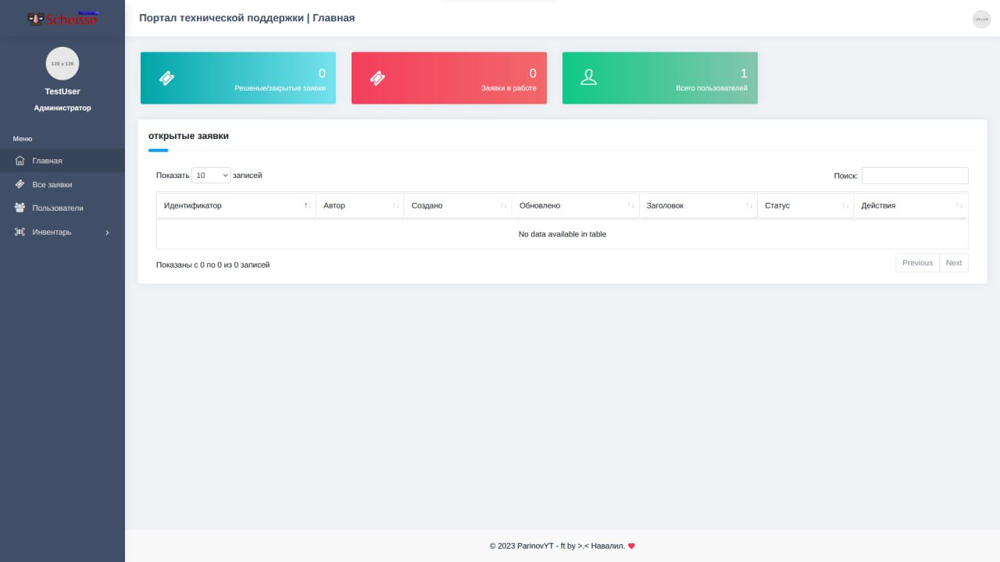 Scheisse
Портал технической поддержки | Главная
128 x 128
TestUser
Администратор
Меню
Главная
Все заявки
Пользователи
Инвентарь
0
Решеные/закрытые заявки
0
Заявки в работе
1
Всего пользователей
открытые заявки
Показать 10 записей
Поиск:
Идентификатор Автор Создано Обновлено Заголовок Статус Действия
No data available in table
Показаны с 0 по 0 из 0 записей
Previous Next
© 2023 ParinovYT - ft by >.< Навалил.